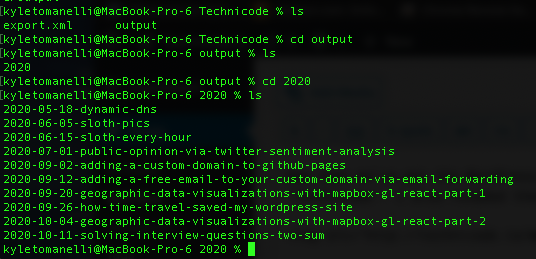 [kyletomanelli@MacBook-Pro-6 Technicode % ls
export.xml output
[kyletomanelli@MacBook-Pro-6 Technicode % cd output
[kyletomanelli@MacBook-Pro-6 output % ls
2020
[kyletomanelli@MacBook-Pro-6 output % cd 2020
[kyletomanelli@MacBook-Pro-6 2020 % ls
2020-05-18-dynamic-dns
2020-06-05-sloth-pics
2020-06-15-sloth-every-hour
2020-07-01-public-opinion-via-twitter-sentiment-analysis
2020-09-02-adding-a-custom-domain-to-github-pages
2020-09-12-adding-a-free-email-to-your-custom-domain-via-email-forwarding
2020-09-20-geographic-data-visualizations-with-mapbox-gl-react-part-1
2020-09-26-how-time-travel-saved-my-wordpress-site
2020-10-04-geographic-data-visualizations-with-mapbox-gl-react-part-2
2020-10-11-solving-interview-questions-two-sum
kyletomanelli@MacBook-Pro-6 2020 %